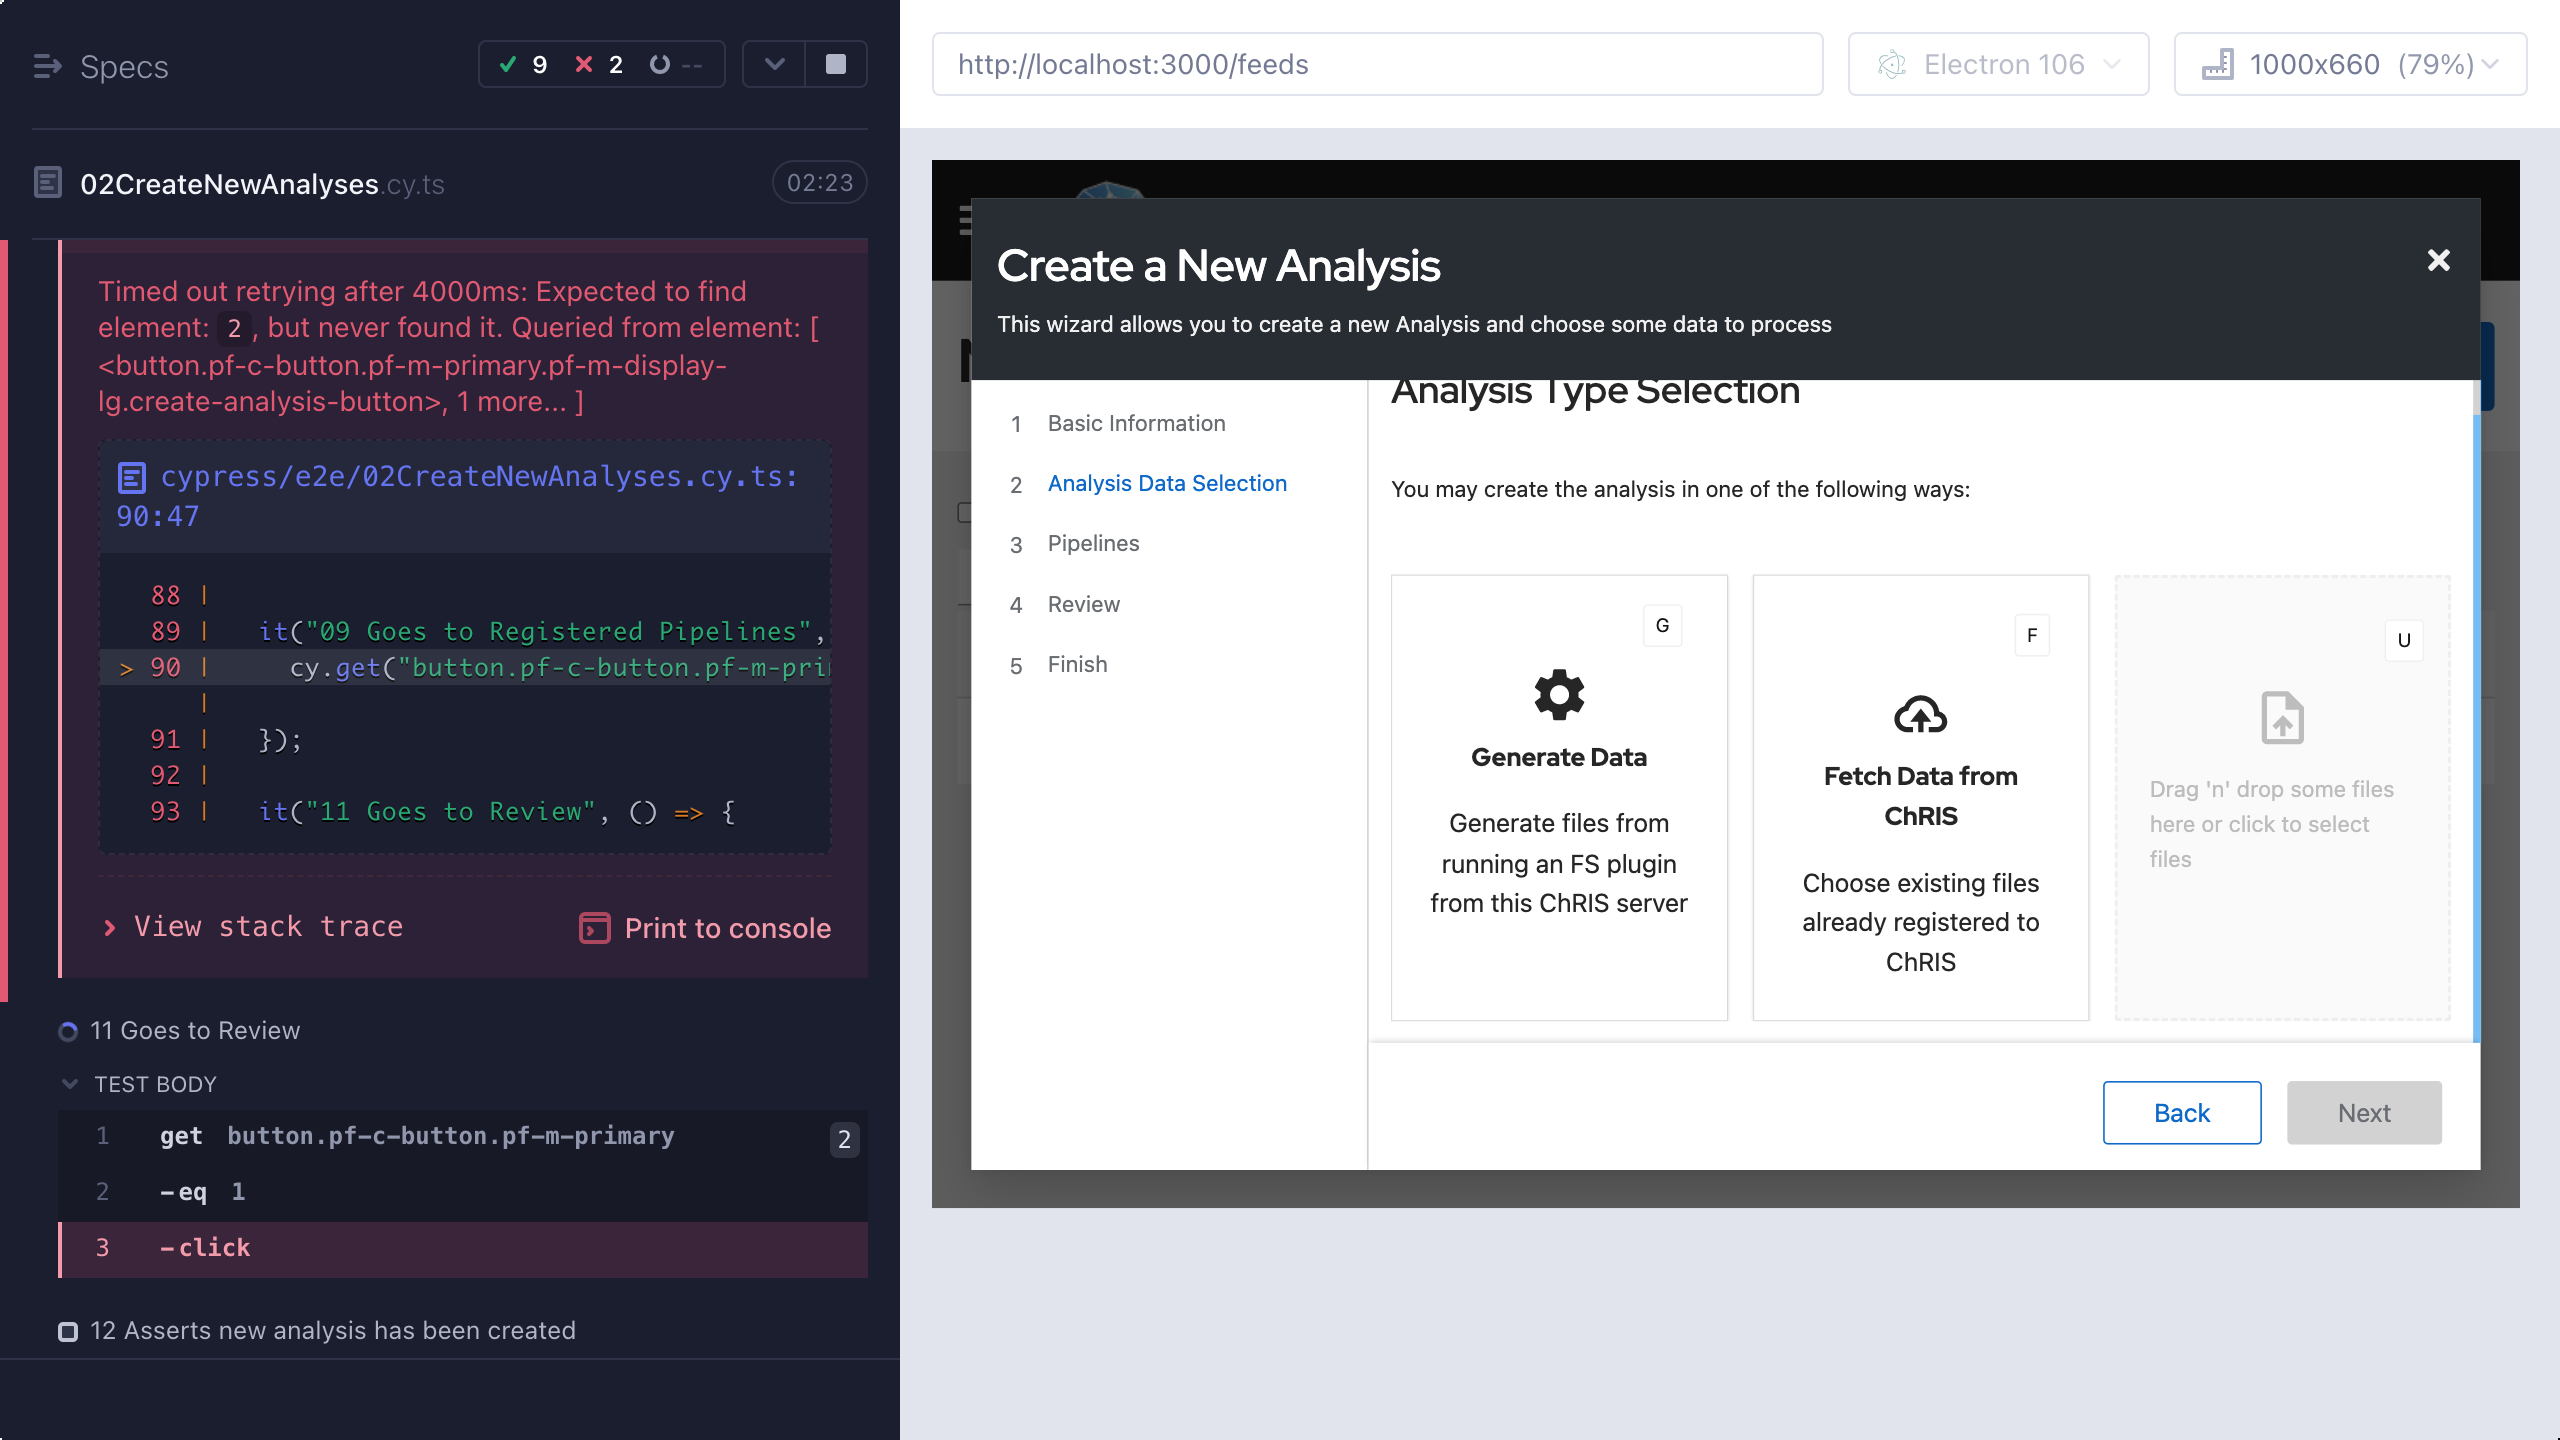 Specs
9 2 --
02CreateNewAnalyses.cy.ts
02:23
Timed out retrying after 4000ms: Expected to find
element: 2, but never found it. Queried from element: [
<button.pf-c-button.pf-m-primary.pf-m-display-
lg.create-analysis-button>, 1 more... ]
cypress/e2e/02CreateNewAnalyses.cy.ts:
90:47
88 |
89 | it("09 Goes to Registered Pipelines",
> 90 | cy.get("button.pf-c-button.pf-m-pri
|
91 | });
92 |
93 | it("11 Goes to Review", () => {
View stack trace
Print to console
11 Goes to Review
TEST BODY
1 get button.pf-c-button.pf-m-primary 2
2 -eq 1
3 -click
12 Asserts new analysis has been created
http://localhost:3000/feeds
Electron 106
1000x660 (79%)
Create a New Analysis
This wizard allows you to create a new Analysis and choose some data to process
1 Basic Information
2 Analysis Data Selection
3 Pipelines
4 Review
5 Finish
Analysis Type Selection
You may create the analysis in one of the following ways:
G
Generate Data
Generate files from
running an FS plugin
from this ChRIS server
F
Fetch Data from
ChRIS
Choose existing files
already registered to
ChRIS
U
Drag 'n' drop some files
here or click to select
files
Back
Next